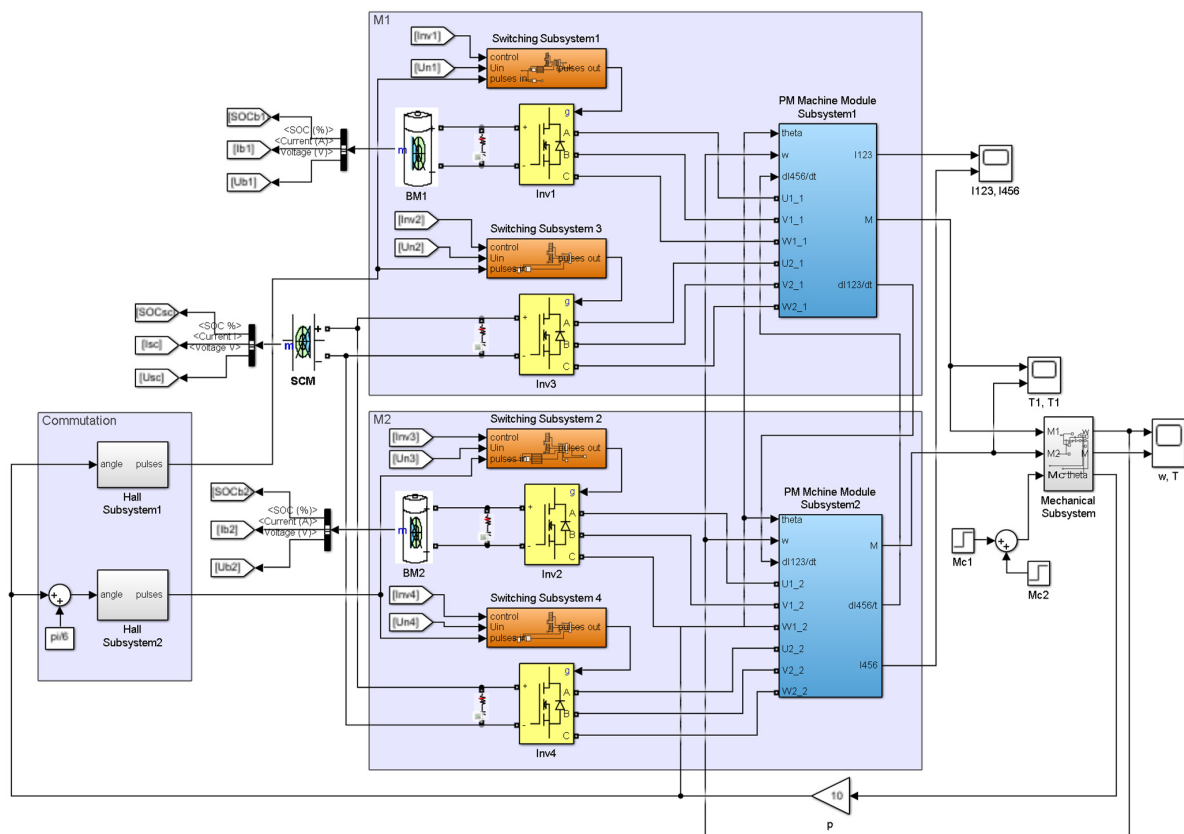 M1
Switching Subsystem1
[Inv1]
[Un1]
control
Uin
pulses in
pulses out
[SOCb1]
[Ib1]
[Ub1]
<SOC (%)>
<Current (A)>
<Voltage (V)>
m
BM1
g
+
-
A
B
C
Inv1
PM Machine Module
Subsystem1
theta
w
dI456/dt
U1_1
V1_1
W1_1
U2_1
V2_1
W2_1
I123
M
dI123/dt
I123, I456
Switching Subsystem 3
[Inv2]
[Un2]
control
Uin
pulses in
pulses out
[SOCsc]
[Isc]
[Usc]
<SOC %>
<Current I>
<Voltage V>
m
+
-
SCM
g
+
-
A
B
C
Inv3
T1, T1
M1
M2
Mc
w
M
theta
Mechanical
Subsystem
w, T
Mc1
Mc2
Commutation
angle
pulses
Hall
Subsystem1
pi/6
angle
pulses
Hall
Subsystem2
M2
Switching Subsystem 2
[Inv3]
[Un3]
control
Uin
pulses in
pulses out
[SOCb2]
[Ib2]
[Ub2]
<SOC (%)>
<Current (A)>
<Voltage (V)>
m
BM2
g
+
-
A
B
C
Inv2
PM Mchine Module
Subsystem2
theta
w
dI123/dt
U1_2
V1_2
W1_2
U2_2
V2_2
W2_2
M
dI456/t
I456
Switching Subsystem 4
[Inv4]
[Un4]
control
Uin
pulses in
pulses out
g
+
-
A
B
C
Inv4
10
p